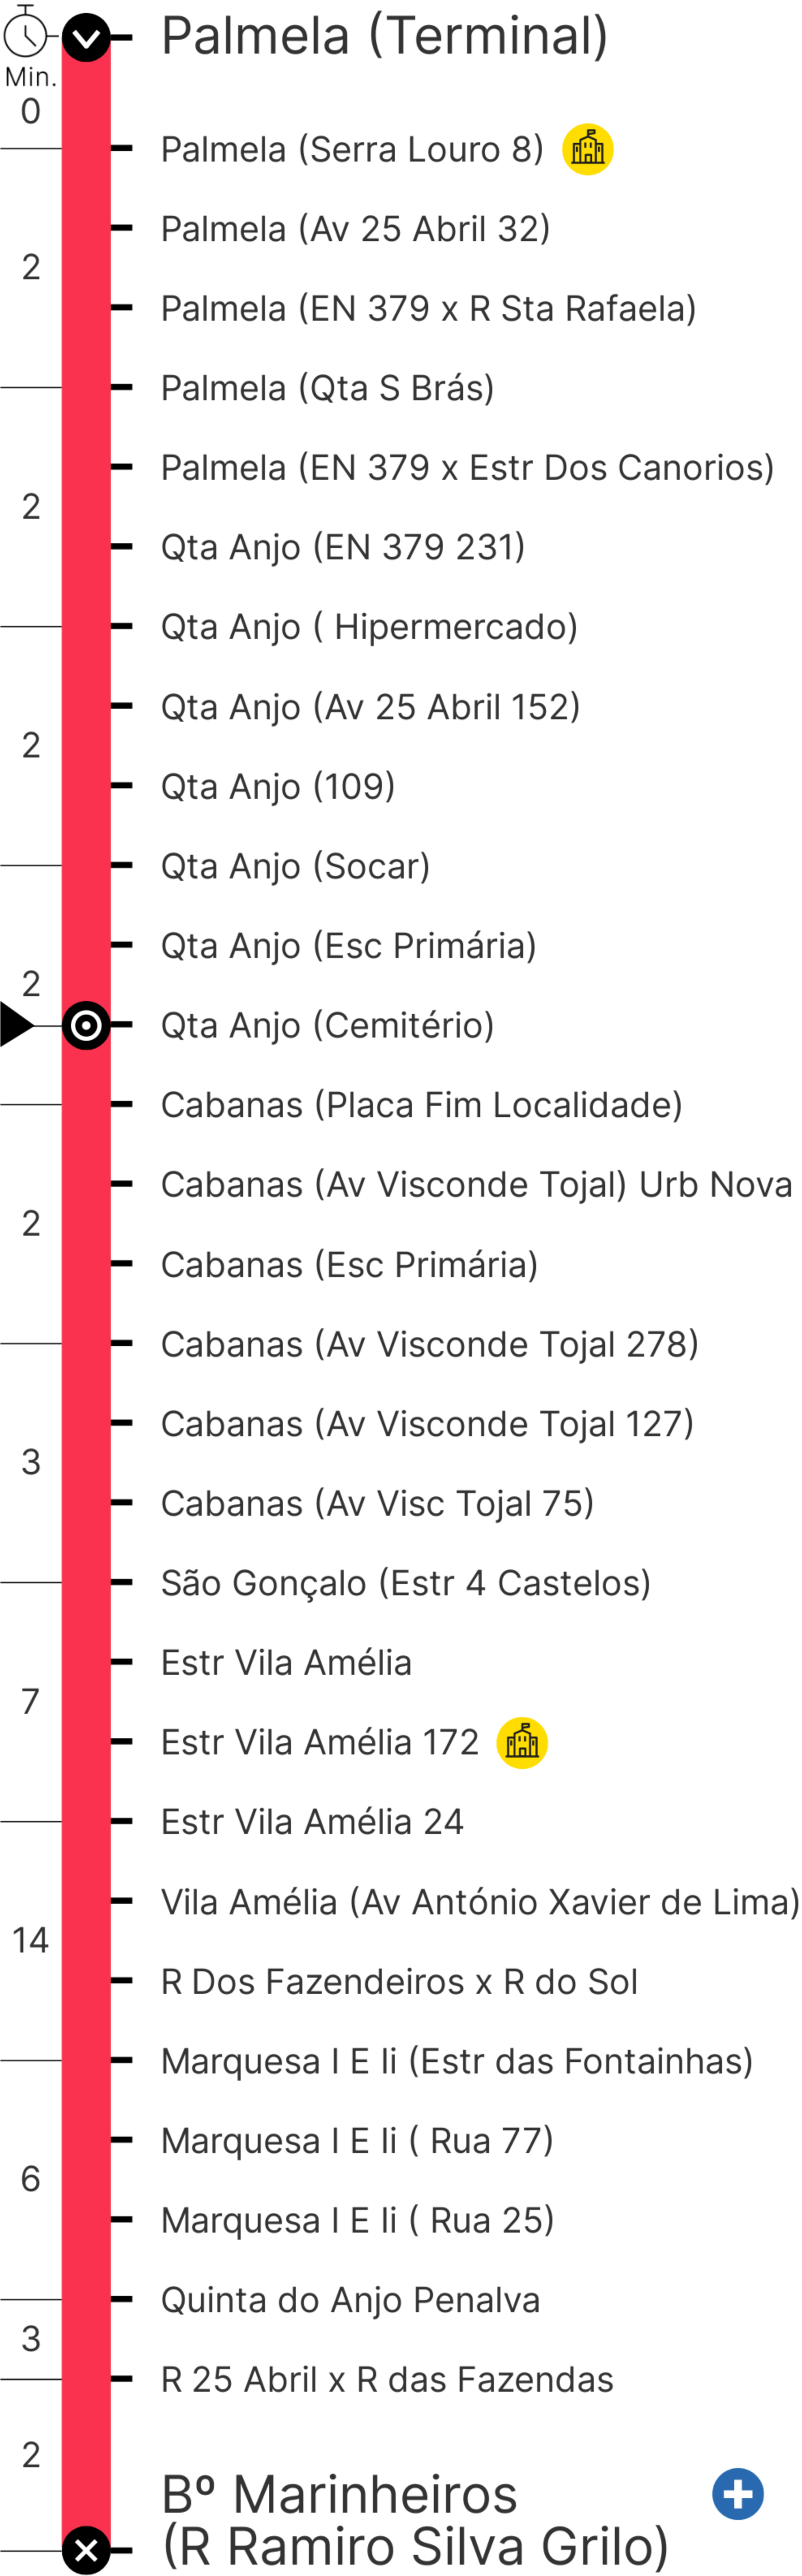 Palmela (Terminal)
Min.
0
Palmela (Serra Louro 8)
Palmela (Av 25 Abril 32)
2
Palmela (EN 379 x R Sta Rafaela)
Palmela (Qta S Brás)
Palmela (EN 379 x Estr Dos Canorios)
2
Qta Anjo (EN 379 231)
Qta Anjo ( Hipermercado)
Qta Anjo (Av 25 Abril 152)
2
Qta Anjo (109)
Qta Anjo (Socar)
Qta Anjo (Esc Primária)
2
Qta Anjo (Cemitério)
Cabanas (Placa Fim Localidade)
Cabanas (Av Visconde Tojal) Urb Nova
2
Cabanas (Esc Primária)
Cabanas (Av Visconde Tojal 278)
Cabanas (Av Visconde Tojal 127)
3
Cabanas (Av Visc Tojal 75)
São Gonçalo (Estr 4 Castelos)
Estr Vila Amélia
7
Estr Vila Amélia 172
Estr Vila Amélia 24
Vila Amélia (Av António Xavier de Lima)
14
R Dos Fazendeiros x R do Sol
Marquesa I E Ii (Estr das Fontainhas)
Marquesa I E Ii ( Rua 77)
6
Marquesa I E Ii ( Rua 25)
Quinta do Anjo Penalva
3
R 25 Abril x R das Fazendas
2
Bº Marinheiros
(R Ramiro Silva Grilo)